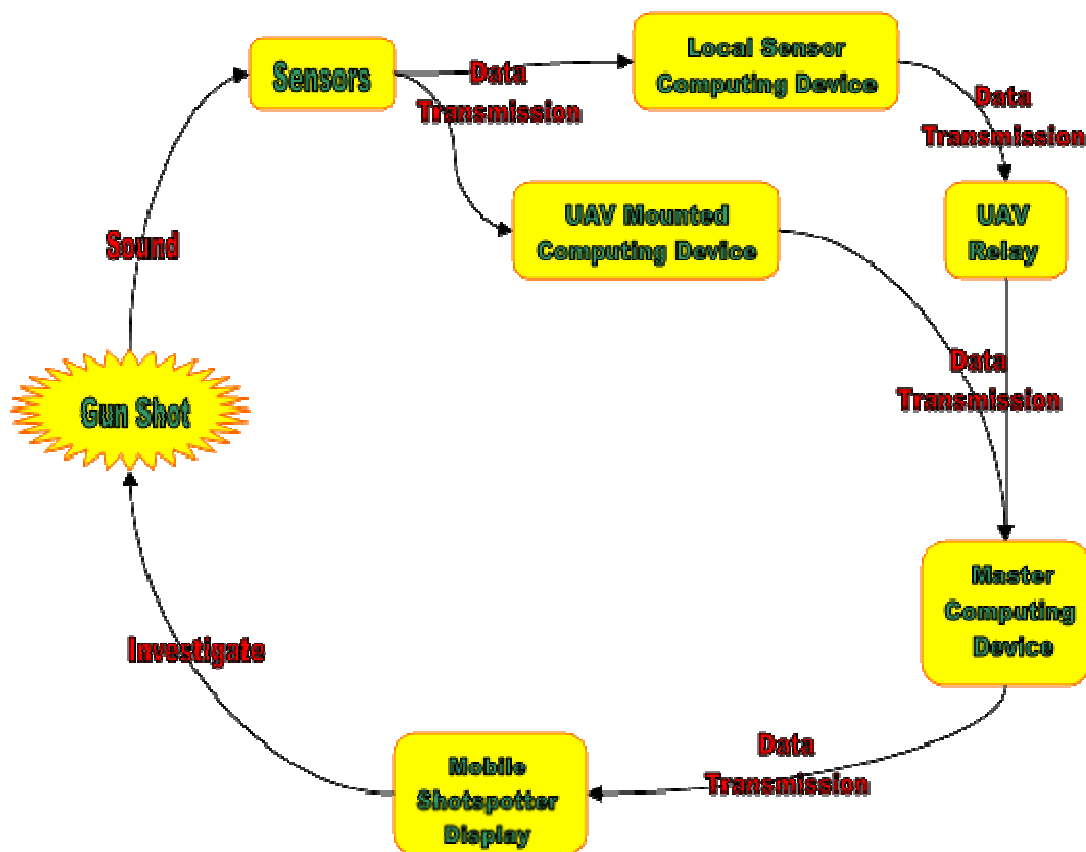 Sensors
Data
Transmission
Local Sensor
Computing Device
Data
Transmission
UAV Mounted
Computing Device
UAV
Relay
Sound
Data
Transmission
Gun Shot
Master
Computing
Device
Investigate
Data
Transmission
Mobile
Shotspotter
Display